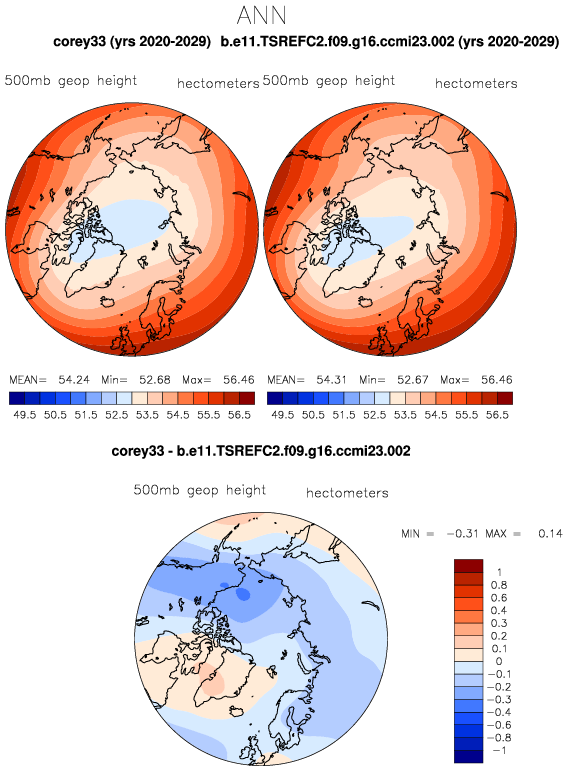 ANN
corey33 (yrs 2020-2029) b.e11.TSREFC2.f09.g16.ccmi23.002 (yrs 2020-2029)
500mb geop height hectometers 500mb geop height hectometers
MEAN= 54.24 Min= 52.68 Max= 56.46 MEAN= 54.31 Min= 52.67 Max= 56.46
49.5 50.5 51.5 52.5 53.5 54.5 55.5 56.5 49.5 50.5 51.5 52.5 53.5 54.5 55.5 56.5
corey33 - b.e11.TSREFC2.f09.g16.ccmi23.002
500mb geop height hectometers
MIN = -0.31 MAX = 0.14
1
0.8
0.6
0.4
0.3
0.2
0.1
0
-0.1
-0.2
-0.3
-0.4
-0.6
-0.8
-1